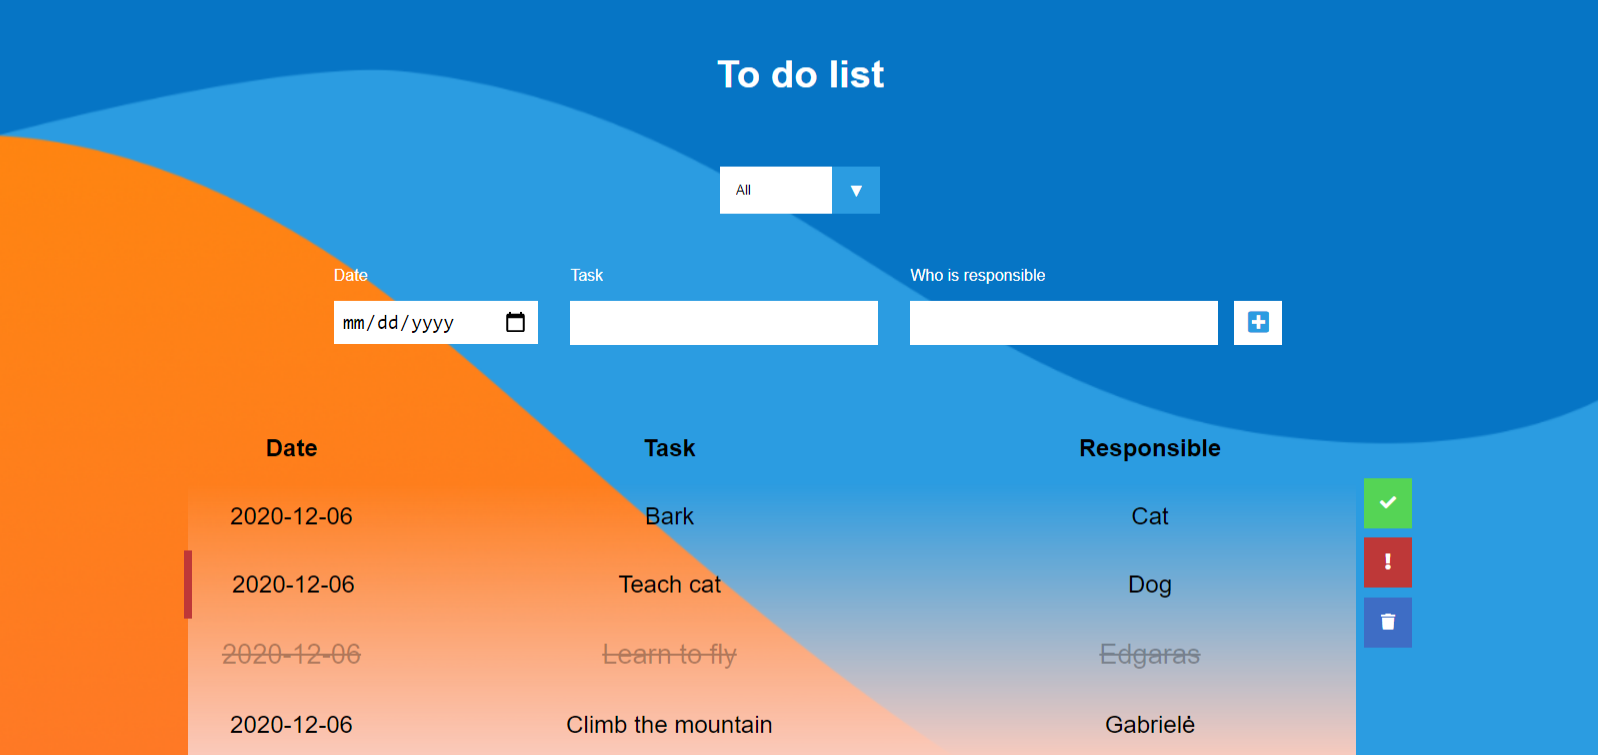 To do list
All
Date Task Who is responsible
mm/dd/yyyy
Date Task Responsible
2020-12-06 Bark Cat
2020-12-06 Teach cat Dog
2020-12-06 Learn to fly Edgaras
2020-12-06 Climb the mountain Gabrielė